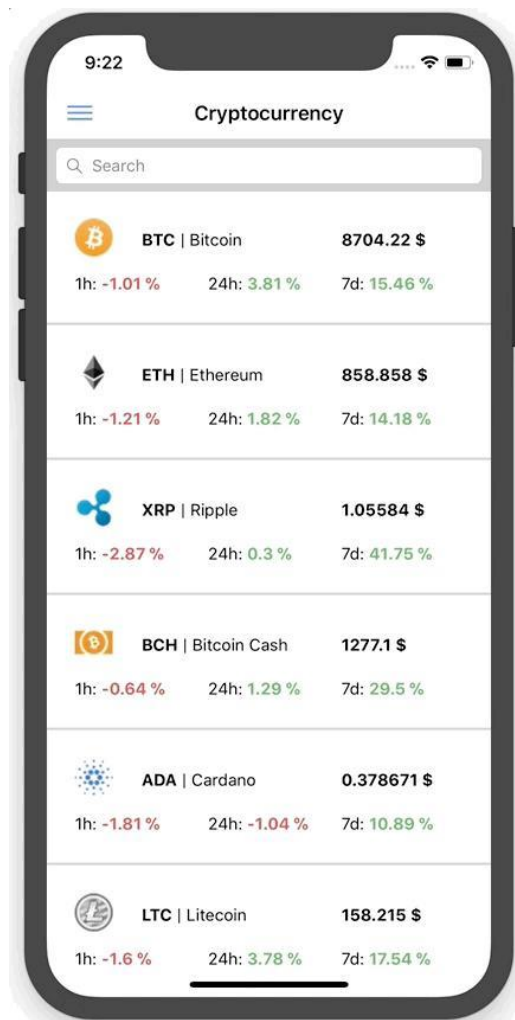 9:22
Cryptocurrency
Search
BTC | Bitcoin 8704.22 $
1h: -1.01 % 24h: 3.81 % 7d: 15.46 %
ETH | Ethereum 858.858 $
1h: -1.21 % 24h: 1.82 % 7d: 14.18 %
XRP | Ripple 1.05584 $
1h: -2.87 % 24h: 0.3 % 7d: 41.75 %
BCH | Bitcoin Cash 1277.1 $
1h: -0.64 % 24h: 1.29 % 7d: 29.5 %
ADA | Cardano 0.378671 $
1h: -1.81 % 24h: -1.04 % 7d: 10.89 %
LTC | Litecoin 158.215 $
1h: -1.6 % 24h: 3.78 % 7d: 17.54 %